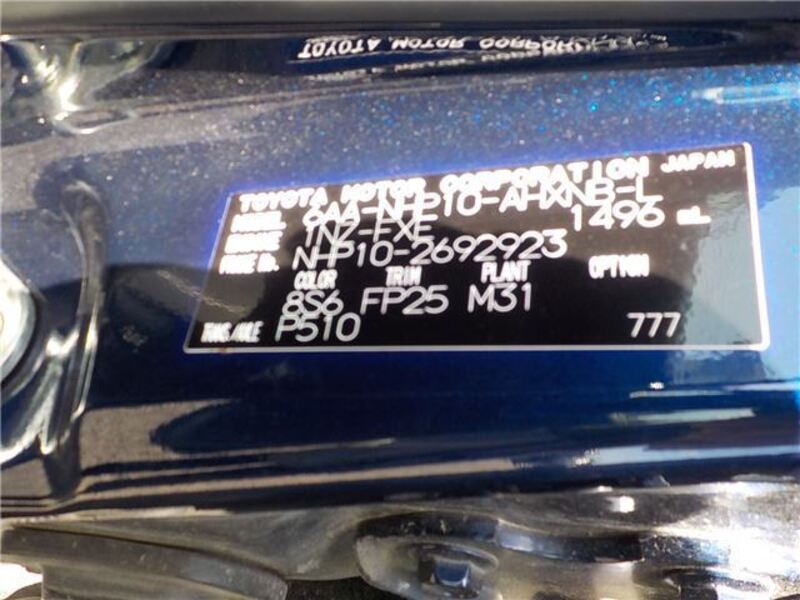 TOYOTA MOTOR CORPORATION JAPAN
MODEL 6AA-NHP10-AHXNB-L
ENGINE 1NZ-FXE 1496 mL
FRAME No. NHP10-2692923
COLOR TRIM PLANT OPTION
8S6 FP25 M31
TRNS/AXLE P510 777